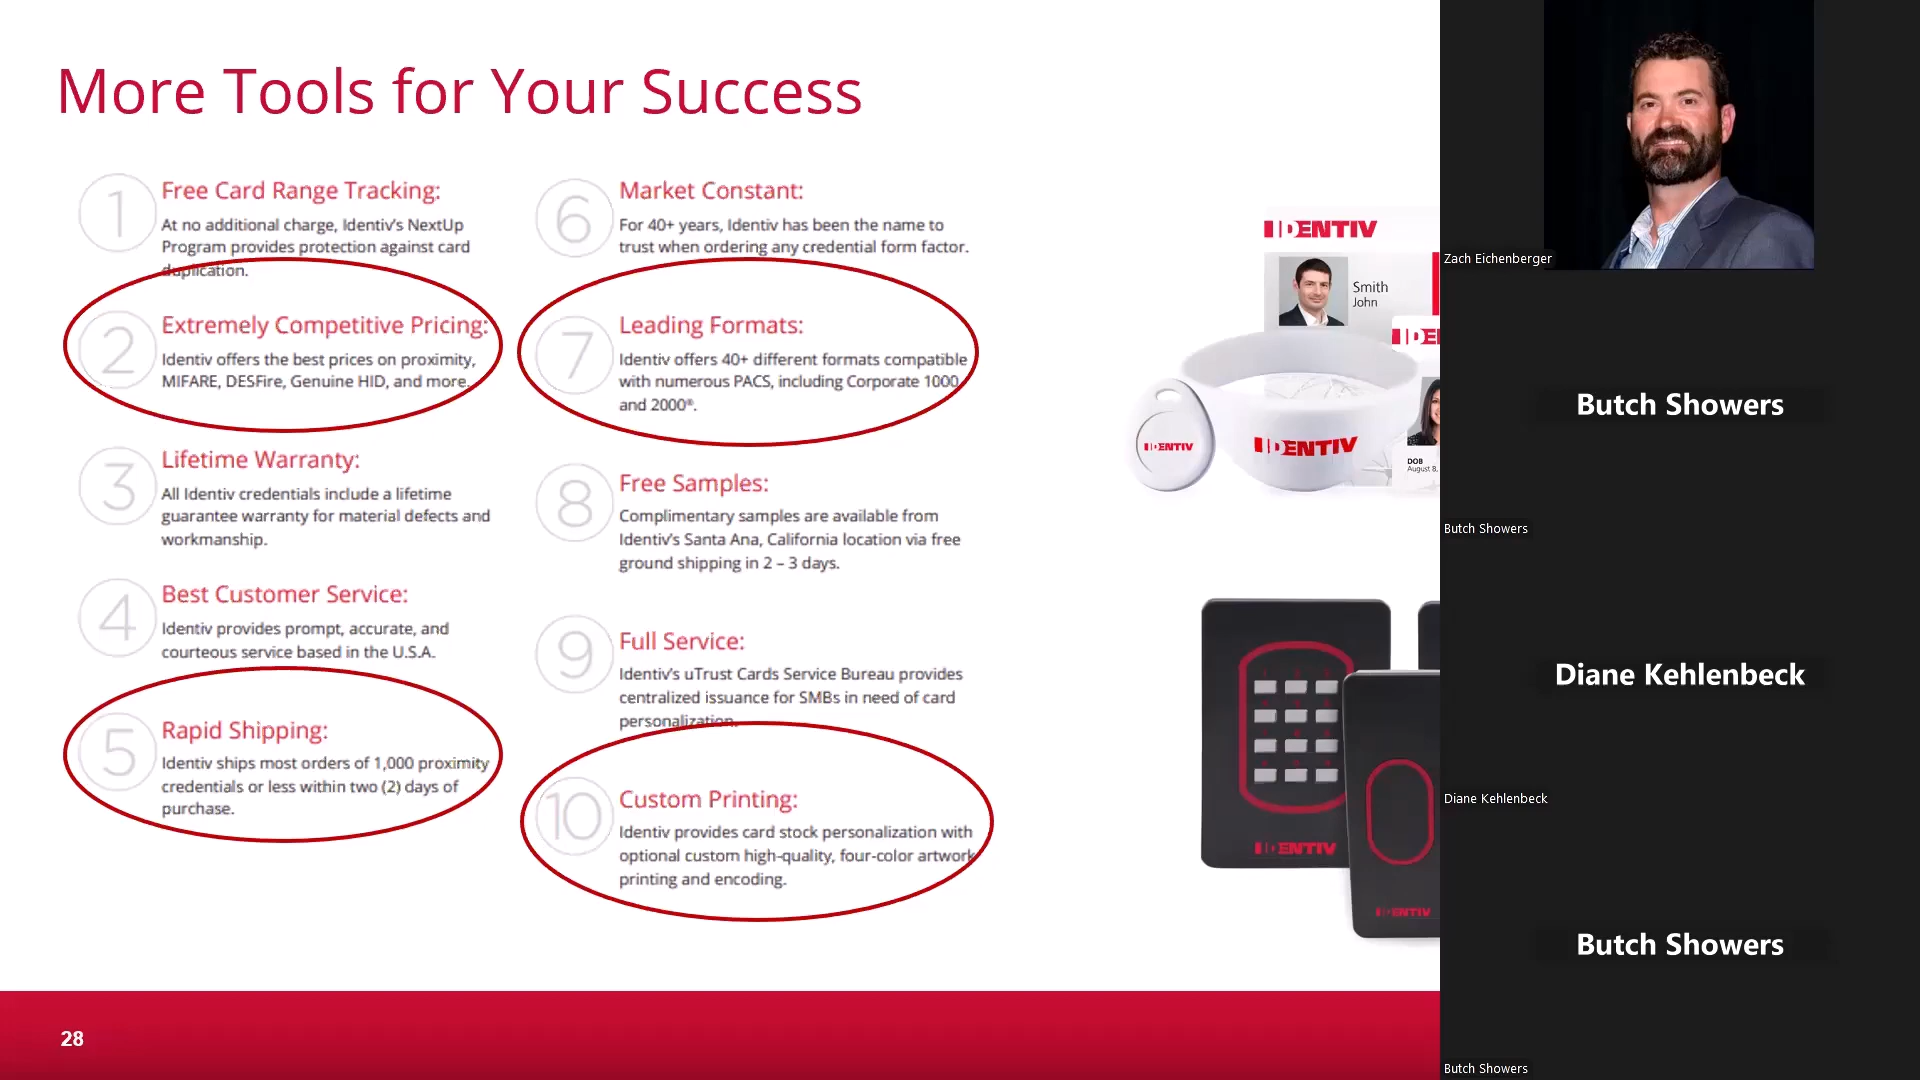 More Tools for Your Success
1
Free Card Range Tracking:
At no additional charge, Identiv's NextUp
Program provides protection against card
duplication.
2
Extremely Competitive Pricing:
Identiv offers the best prices on proximity,
MIFARE, DESFire, Genuine HID, and more.
3
Lifetime Warranty:
All Identiv credentials include a lifetime
guarantee warranty for material defects and
workmanship.
4
Best Customer Service:
Identiv provides prompt, accurate, and
courteous service based in the U.S.A.
5
Rapid Shipping:
Identiv ships most orders of 1,000 proximity
credentials or less within two (2) days of
purchase.
6
Market Constant:
For 40+ years, Identiv has been the name to
trust when ordering any credential form factor.
7
Leading Formats:
Identiv offers 40+ different formats compatible
with numerous PACS, including Corporate 1000
and 2000®.
8
Free Samples:
Complimentary samples are available from
Identiv's Santa Ana, California location via free
ground shipping in 2 – 3 days.
9
Full Service:
Identiv's uTrust Cards Service Bureau provides
centralized issuance for SMBs in need of card
personalization.
10
Custom Printing:
Identiv provides card stock personalization with
optional custom high-quality, four-color artwork
printing and encoding.
IDENTIV
Smith
John
IDE
IDENTIV
IDENTIV
DOB
August 8,
IDENTIV
IDENTIV
28
Zach Eichenberger
Butch Showers
Butch Showers
Diane Kehlenbeck
Diane Kehlenbeck
Butch Showers
Butch Showers